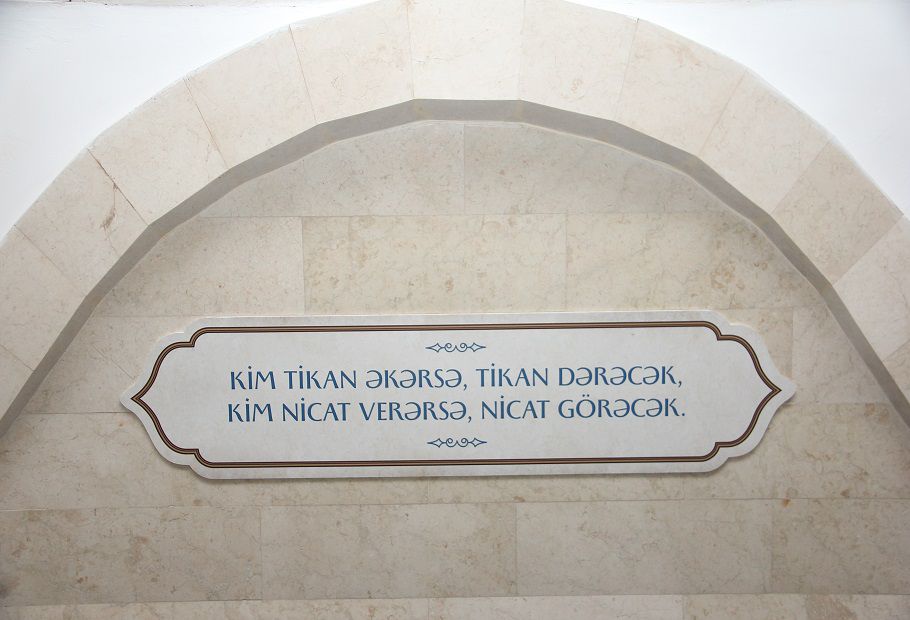 KİM TİKAN ƏKƏRSƏ, TİKAN DƏRƏCƏK,
KİM NİCAT VERƏRSƏ, NİCAT GÖRƏCƏK.